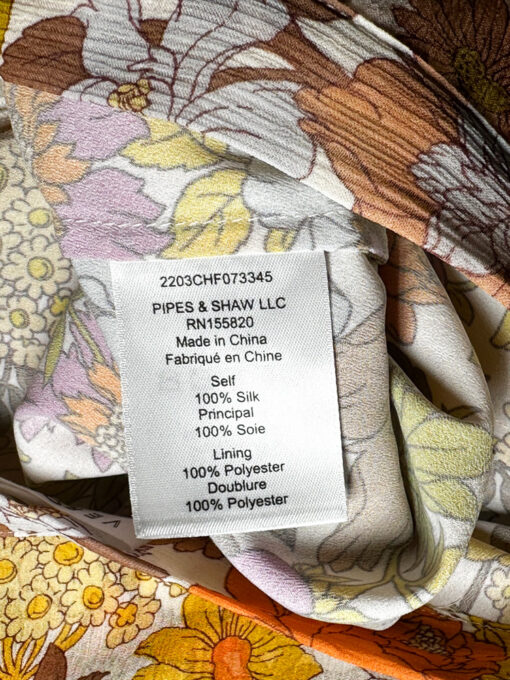 2203CHF073345
PIPES & SHAW LLC
RN155820
Made in China
Fabriqué en Chine
Self
100% Silk
Principal
100% Soie
Lining
100% Polyester
Doublure
100% Polyester